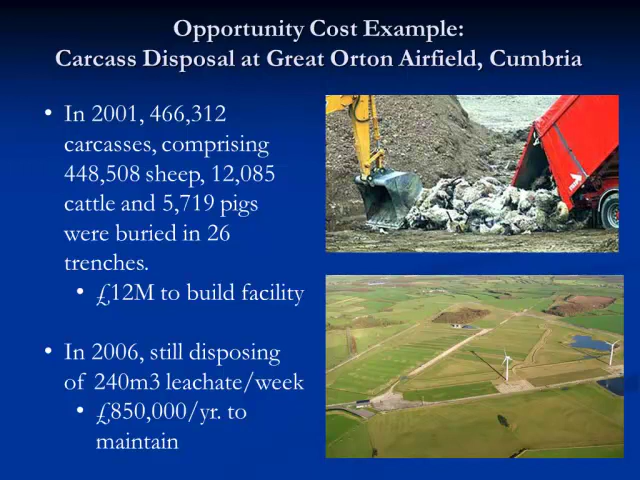 Opportunity Cost Example:
Carcass Disposal at Great Orton Airfield, Cumbria
• In 2001, 466,312
carcasses, comprising
448,508 sheep, 12,085
cattle and 5,719 pigs
were buried in 26
trenches.
• £12M to build facility
• In 2006, still disposing
of 240m3 leachate/week
• £850,000/yr. to
maintain